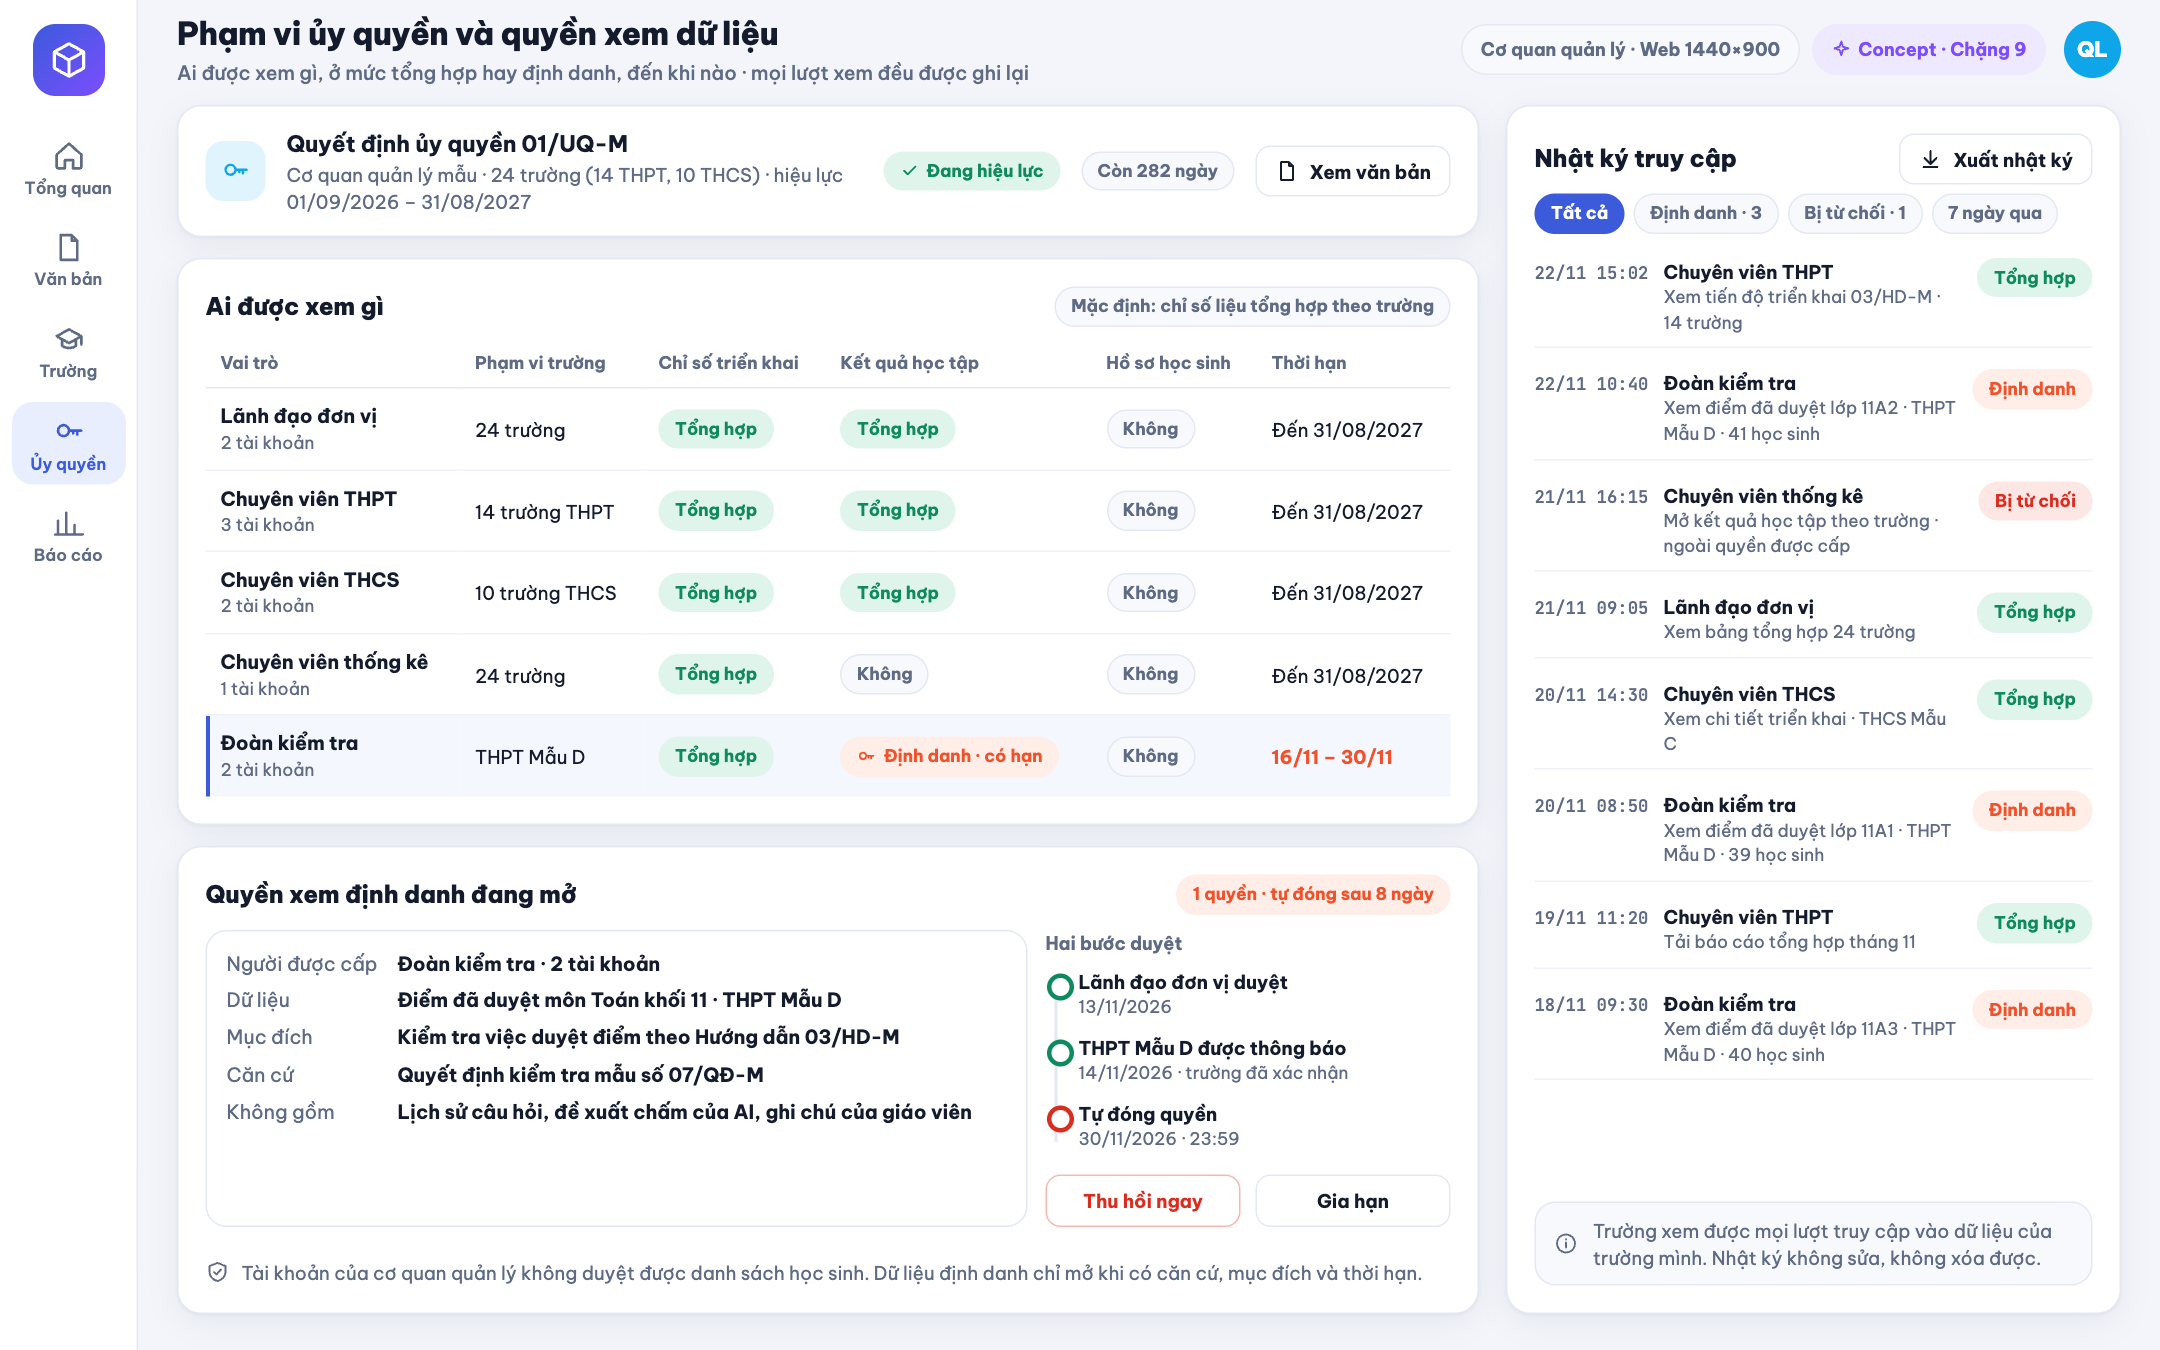 Phạm vi ủy quyền và quyền xem dữ liệu
Ai được xem gì, ở mức tổng hợp hay định danh, đến khi nào · mọi lượt xem đều được ghi lại
Cơ quan quản lý · Web 1440×900
Concept · Chặng 9
QL
Tổng quan
Văn bản
Trường
Ủy quyền
Báo cáo
Quyết định ủy quyền 01/UQ-M
Cơ quan quản lý mẫu · 24 trường (14 THPT, 10 THCS) · hiệu lực
01/09/2026 – 31/08/2027
Đang hiệu lực
Còn 282 ngày
Xem văn bản
Ai được xem gì
Mặc định: chỉ số liệu tổng hợp theo trường
Vai trò Phạm vi trường Chỉ số triển khai Kết quả học tập Hồ sơ học sinh Thời hạn
Lãnh đạo đơn vị
2 tài khoản
24 trường Tổng hợp Tổng hợp Không Đến 31/08/2027
Chuyên viên THPT
3 tài khoản
14 trường THPT Tổng hợp Tổng hợp Không Đến 31/08/2027
Chuyên viên THCS
2 tài khoản
10 trường THCS Tổng hợp Tổng hợp Không Đến 31/08/2027
Chuyên viên thống kê
1 tài khoản
24 trường Tổng hợp Không Không Đến 31/08/2027
Đoàn kiểm tra
2 tài khoản
THPT Mẫu D Tổng hợp Định danh · có hạn Không 16/11 – 30/11
Quyền xem định danh đang mở
1 quyền · tự đóng sau 8 ngày
Người được cấp Đoàn kiểm tra · 2 tài khoản
Dữ liệu Điểm đã duyệt môn Toán khối 11 · THPT Mẫu D
Mục đích Kiểm tra việc duyệt điểm theo Hướng dẫn 03/HD-M
Căn cứ Quyết định kiểm tra mẫu số 07/QĐ-M
Không gồm Lịch sử câu hỏi, đề xuất chấm của AI, ghi chú của giáo viên
Hai bước duyệt
Lãnh đạo đơn vị duyệt
13/11/2026
THPT Mẫu D được thông báo
14/11/2026 · trường đã xác nhận
Tự đóng quyền
30/11/2026 · 23:59
Thu hồi ngay
Gia hạn
Tài khoản của cơ quan quản lý không duyệt được danh sách học sinh. Dữ liệu định danh chỉ mở khi có căn cứ, mục đích và thời hạn.
Nhật ký truy cập
Xuất nhật ký
Tất cả
Định danh · 3
Bị từ chối · 1
7 ngày qua
22/11 15:02 Chuyên viên THPT Tổng hợp
Xem tiến độ triển khai 03/HD-M ·
14 trường
22/11 10:40 Đoàn kiểm tra Định danh
Xem điểm đã duyệt lớp 11A2 · THPT
Mẫu D · 41 học sinh
21/11 16:15 Chuyên viên thống kê Bị từ chối
Mở kết quả học tập theo trường ·
ngoài quyền được cấp
21/11 09:05 Lãnh đạo đơn vị Tổng hợp
Xem bảng tổng hợp 24 trường
20/11 14:30 Chuyên viên THCS Tổng hợp
Xem chi tiết triển khai · THCS Mẫu
C
20/11 08:50 Đoàn kiểm tra Định danh
Xem điểm đã duyệt lớp 11A1 · THPT
Mẫu D · 39 học sinh
19/11 11:20 Chuyên viên THPT Tổng hợp
Tải báo cáo tổng hợp tháng 11
18/11 09:30 Đoàn kiểm tra Định danh
Xem điểm đã duyệt lớp 11A3 · THPT
Mẫu D · 40 học sinh
Trường xem được mọi lượt truy cập vào dữ liệu của
trường mình. Nhật ký không sửa, không xóa được.